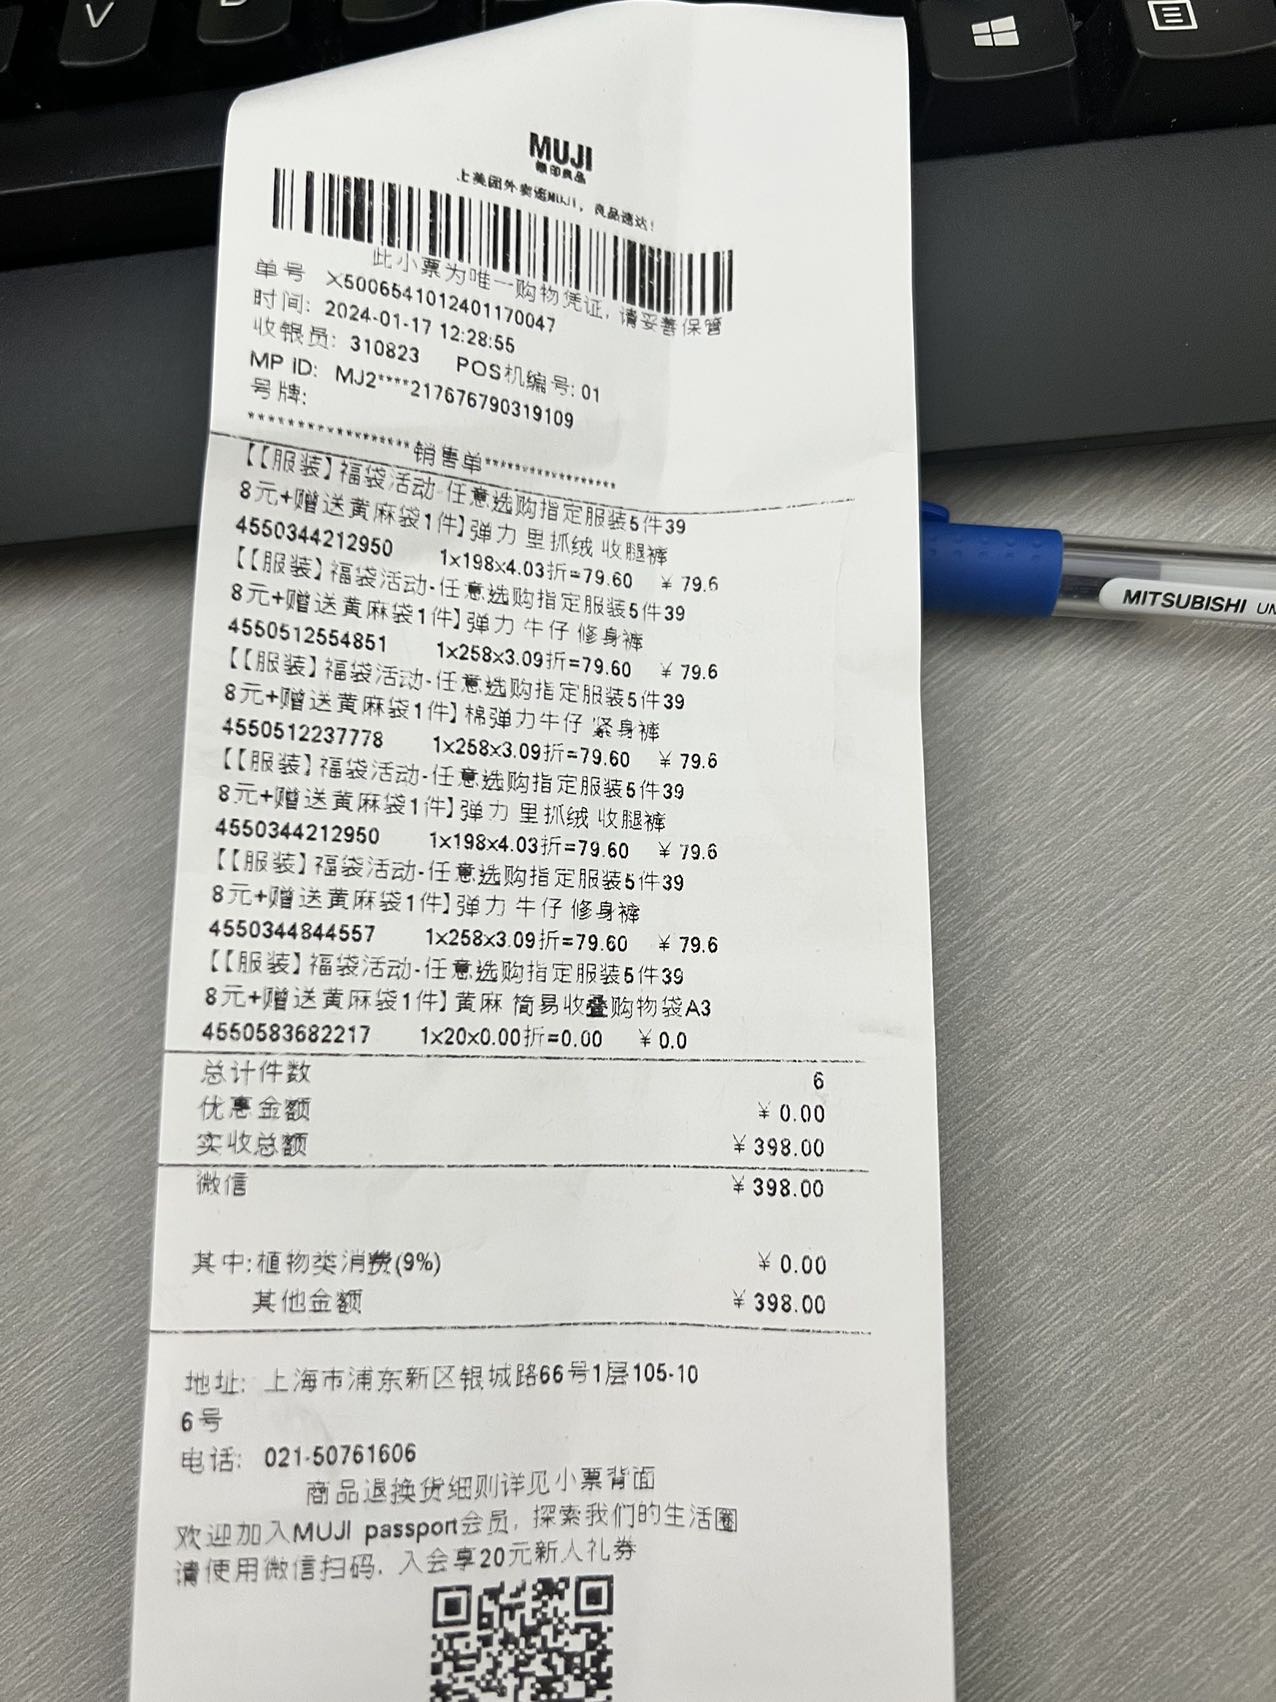 V
MUJI
無印良品
上美团外卖逛MUJI，良品速达！
此小票为唯一购物凭证，请妥善保管
单号 X5006541012401170047
时间: 2024-01-17 12:28:55
收银员: 310823 POS机编号: 01
MP ID: MJ2****217676790319109
号牌:
********************销售单********************
【【服装】福袋活动-任意选购指定服装5件39
8元+赠送黄麻袋1件】弹力 里抓绒 收腿裤
4550344212950 1x198x4.03折=79.60 ￥79.6
【【服装】福袋活动-任意选购指定服装5件39
8元+赠送黄麻袋1件】弹力 牛仔 修身裤
4550512554851 1x258x3.09折=79.60 ￥79.6
【【服装】福袋活动-任意选购指定服装5件39
8元+赠送黄麻袋1件】棉弹力牛仔 紧身裤
4550512237778 1x258x3.09折=79.60 ￥79.6
【【服装】福袋活动-任意选购指定服装5件39
8元+赠送黄麻袋1件】弹力 里抓绒 收腿裤
4550344212950 1x198x4.03折=79.60 ￥79.6
【【服装】福袋活动-任意选购指定服装5件39
8元+赠送黄麻袋1件】弹力 牛仔 修身裤
4550344844557 1x258x3.09折=79.60 ￥79.6
【【服装】福袋活动-任意选购指定服装5件39
8元+赠送黄麻袋1件】黄麻 简易收叠购物袋A3
4550583682217 1x20x0.00折=0.00 ￥0.0
总计件数 6
优惠金额 ￥0.00
实收总额 ￥398.00
微信 ￥398.00
其中:植物类消费(9%) ￥0.00
其他金额 ￥398.00
地址: 上海市浦东新区银城路66号1层105-10
6号
电话: 021-50761606
商品退换货细则详见小票背面
欢迎加入MUJI passport会员, 探索我们的生活圈
请使用微信扫码, 入会享20元新人礼券
MITSUBISHI